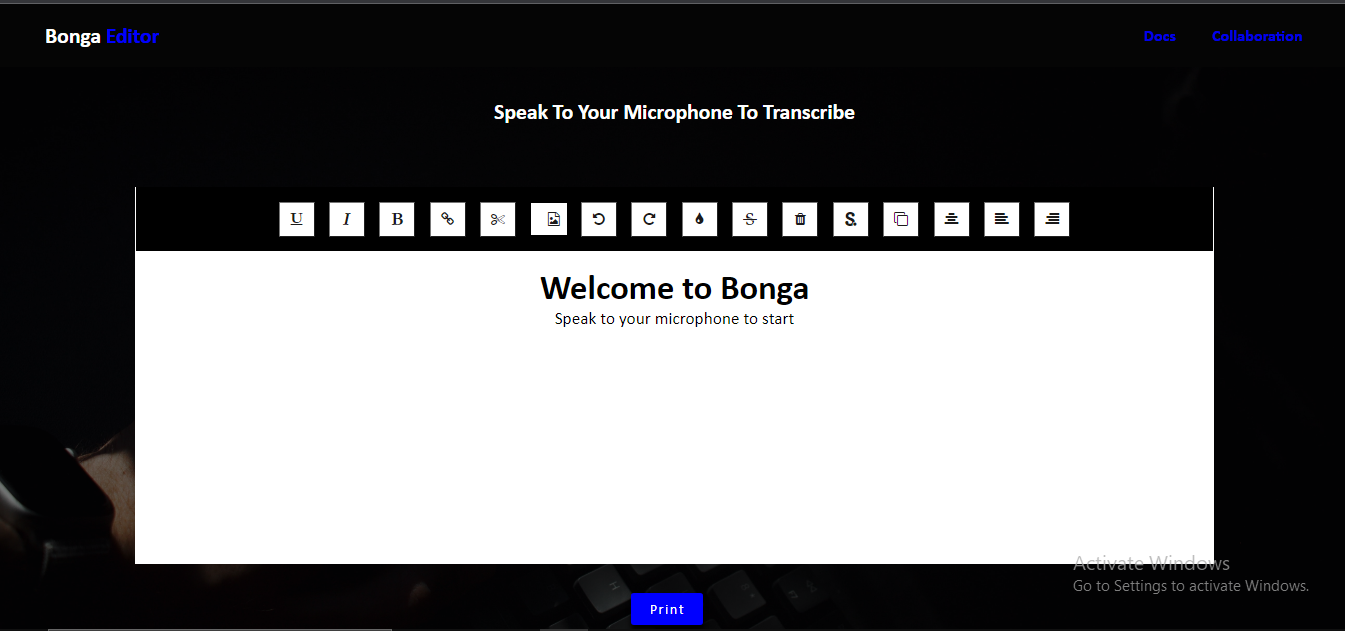 Bonga Editor
Docs Collaboration
Speak To Your Microphone To Transcribe
U I B S S
Welcome to Bonga
Speak to your microphone to start
Activate Windows
Go to Settings to activate Windows.
Print